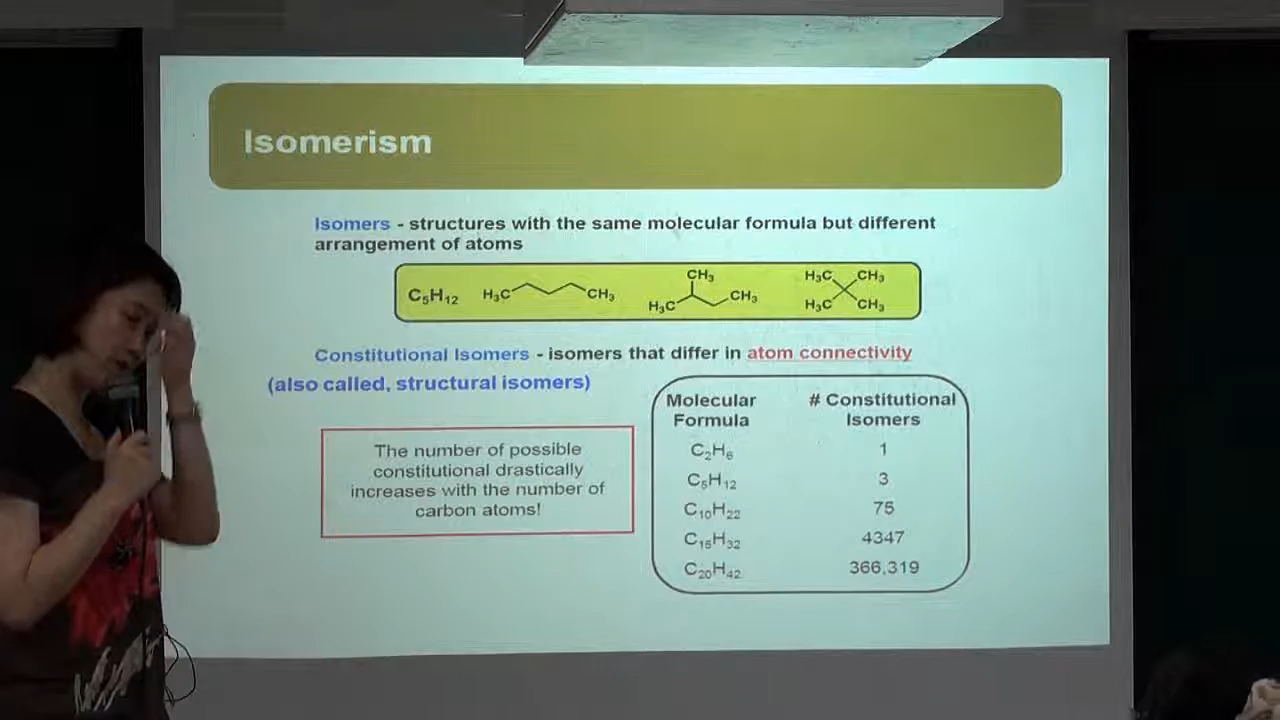 Isomerism
Isomers - structures with the same molecular formula but different
arrangement of atoms
C₅H₁₂
H₃C
CH₃
CH₃
H₃C
CH₃
H₃C
CH₃
H₃C
CH₃
Constitutional Isomers - isomers that differ in atom connectivity
(also called, structural isomers)
The number of possible
constitutional drastically
increases with the number of
carbon atoms!
Molecular
Formula
# Constitutional
Isomers
C₂H₆ 1
C₅H₁₂ 3
C₁₀H₂₂ 75
C₁₅H₃₂ 4347
C₂₀H₄₂ 366,319